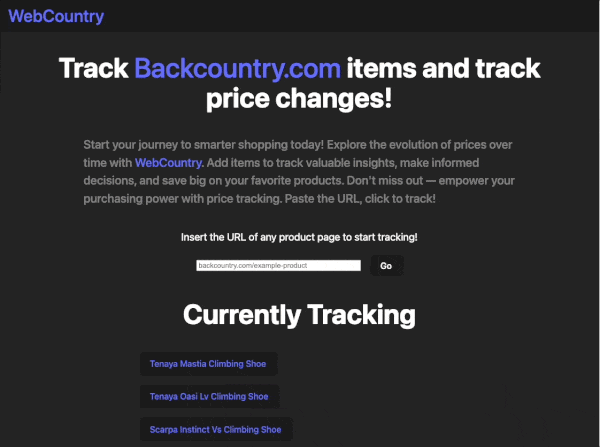 WebCountry
Track Backcountry.com items and track
price changes!
Start your journey to smarter shopping today! Explore the evolution of prices over
time with WebCountry. Add items to track valuable insights, make informed
decisions, and save big on your favorite products. Don't miss out — empower your
purchasing power with price tracking. Paste the URL, click to track!
Insert the URL of any product page to start tracking!
backcountry.com/example-product Go
Currently Tracking
Tenaya Mastia Climbing Shoe
Tenaya Oasi Lv Climbing Shoe
Scarpa Instinct Vs Climbing Shoe